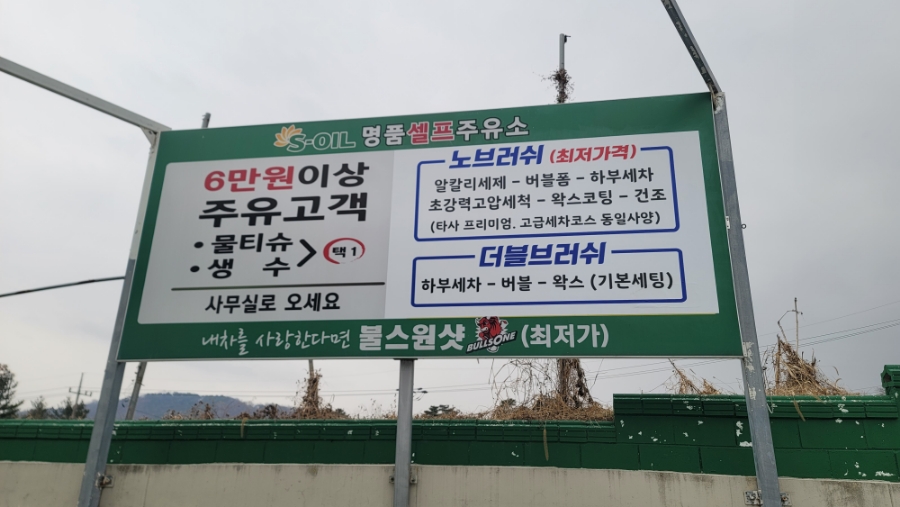 S-OIL 명품셀프주유소
6만원이상
주유고객
• 물티슈
• 생 수
> 택 1
사무실로 오세요
노브러쉬 (최저가격)
알칼리세제 – 버블폼 – 하부세차
초강력고압세척 – 왁스코팅 – 건조
(타사 프리미엄. 고급세차코스 동일사양)
더블브러쉬
하부세차 – 버블 – 왁스 (기본세팅)
내차를 사랑한다면 불스원샷 BULLSONE (최저가)